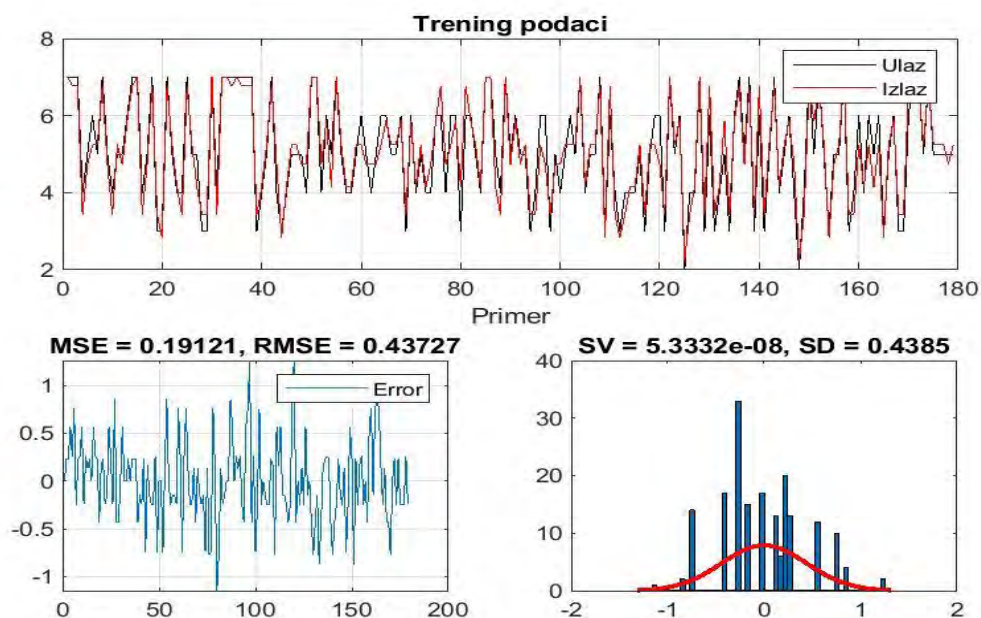 Trening podaci
8
6
4
2
Ulaz
Izlaz
0 20 40 60 80 100 120 140 160 180
Primer
MSE = 0.19121, RMSE = 0.43727
1
0.5
0
-0.5
-1
Error
0 50 100 150 200
SV = 5.3332e-08, SD = 0.4385
40
30
20
10
0
-2 -1 0 1 2